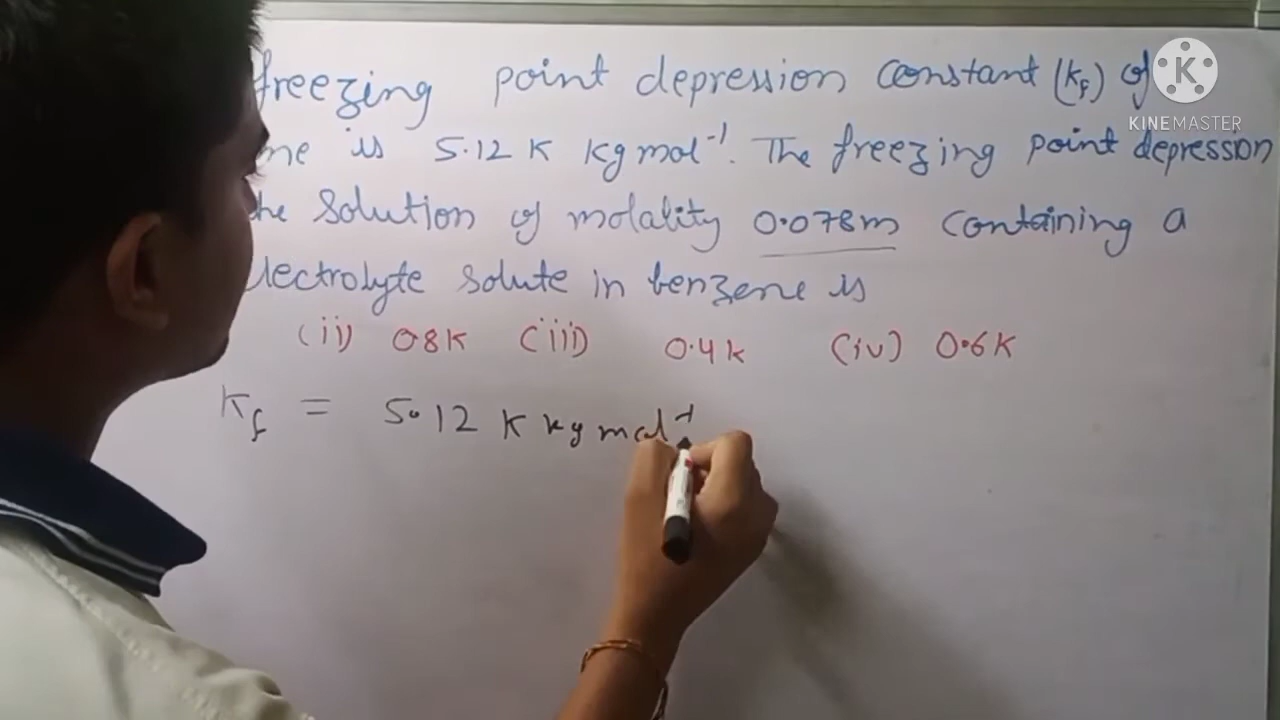 freezing point depression constant (Kf) of
ne is 5.12 K Kg mol⁻¹. The freezing point depression
he solution of molality 0.078m containing a
lectrolyte solute in benzene is
(ii) 0.8K (iii) 0.4K (iv) 0.6K
Kf = 5.12 K kg mol⁻¹
K
KINEMASTER